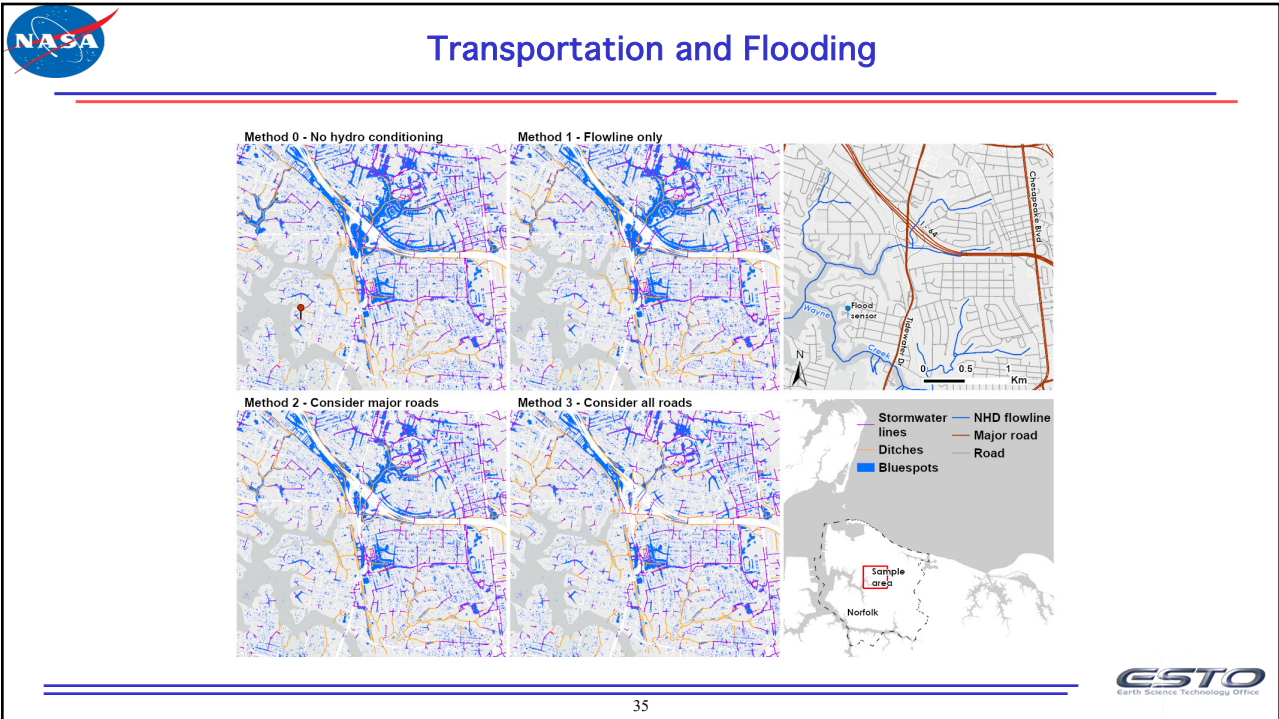 NASA
Transportation and Flooding
Method 0 - No hydro conditioning
Method 1 - Flowline only
I - 64
Chesapeake Blvd
Flood
sensor
Wayne
Creek
Tidewater Dr
N
0 0.5 1
Km
Method 2 - Consider major roads
Method 3 - Consider all roads
Stormwater
lines
Ditches
Bluespots
NHD flowline
Major road
Road
Sample
area
Norfolk
ESTO
Earth Science Technology Office
35